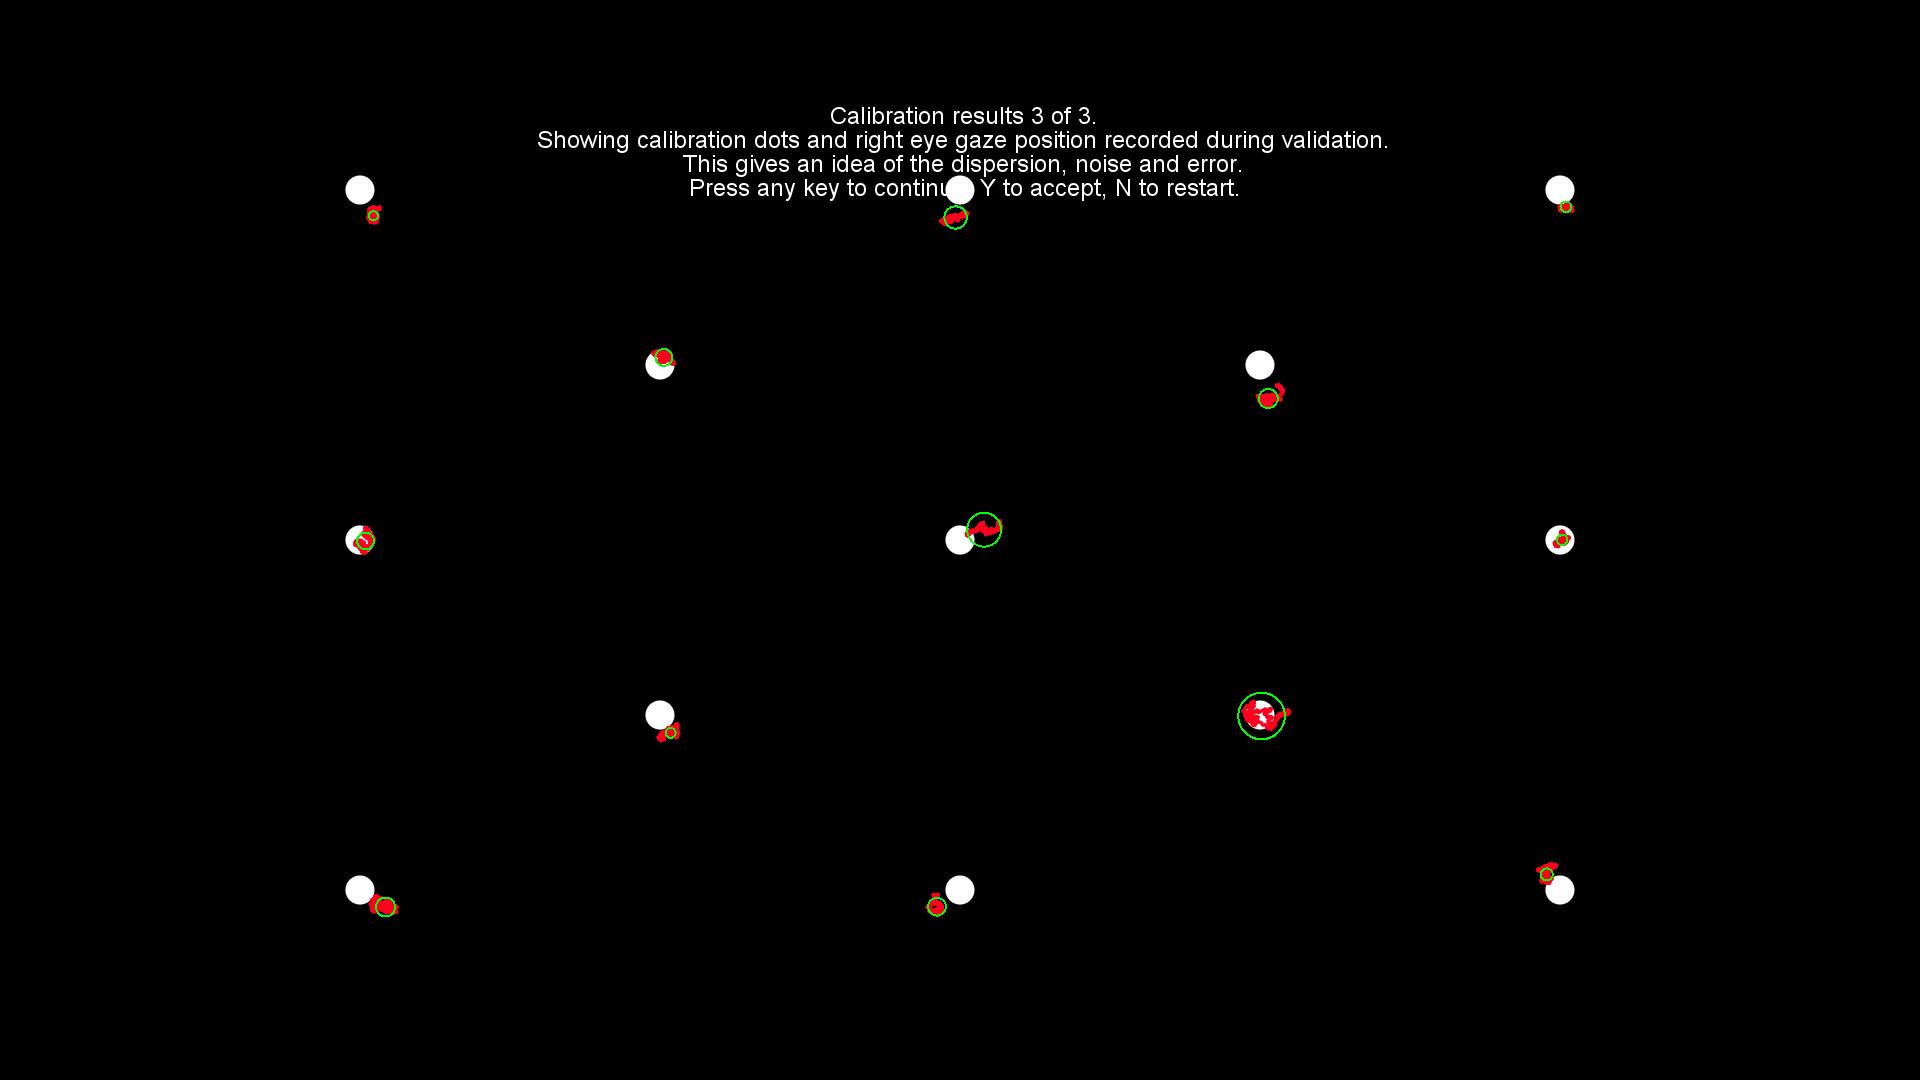 Calibration results 3 of 3.
Showing calibration dots and right eye gaze position recorded during validation.
This gives an idea of the dispersion, noise and error.
Press any key to continu Y to accept, N to restart.